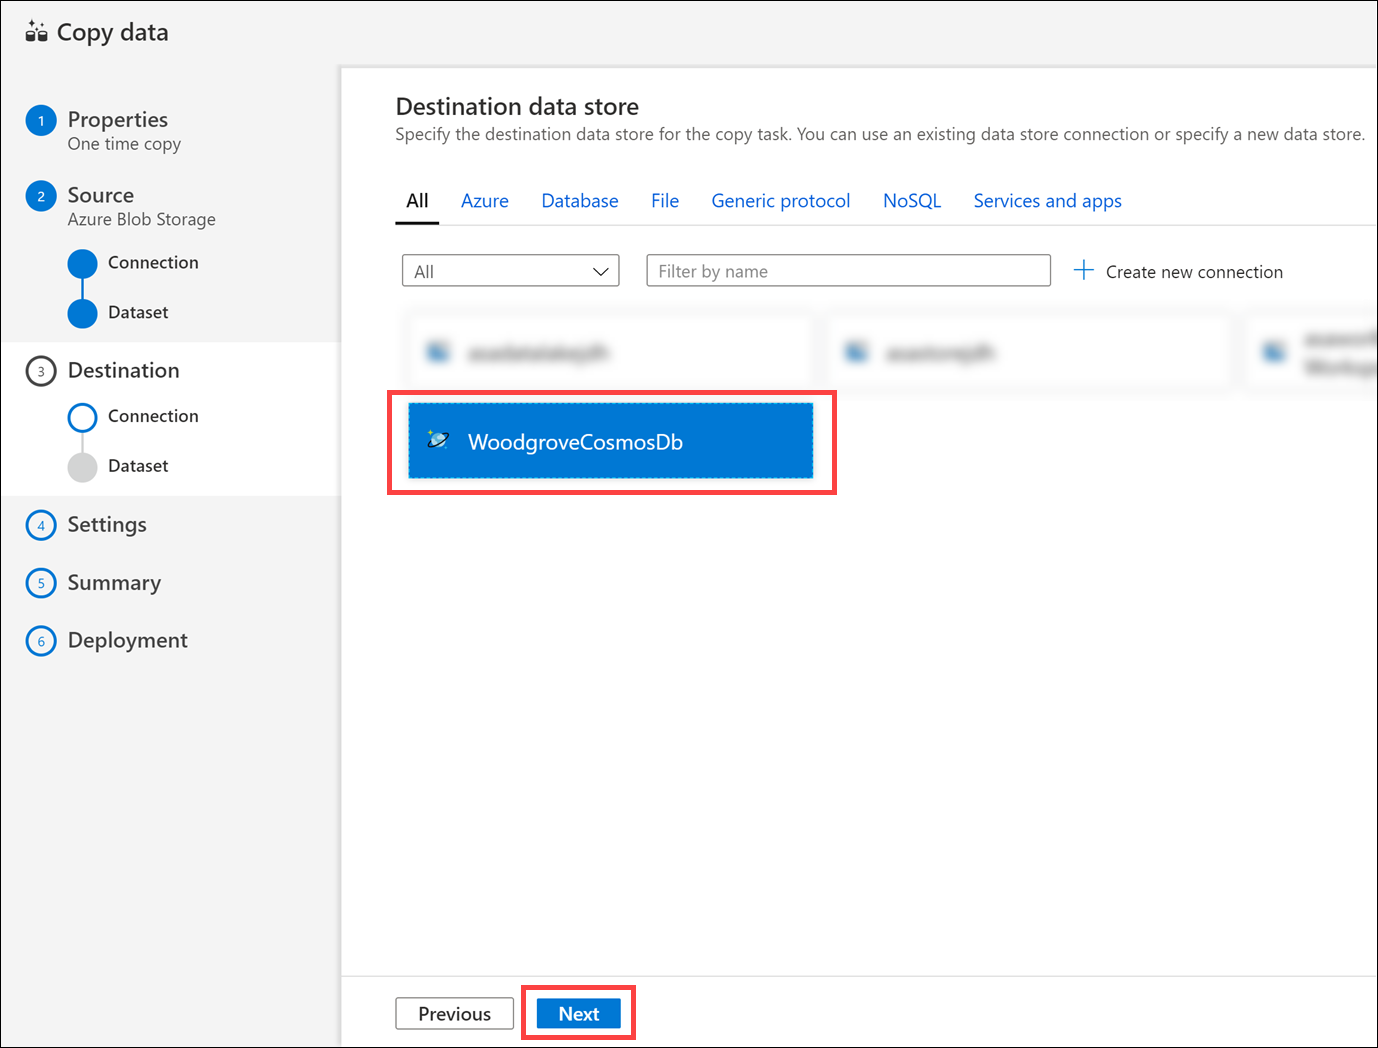 Copy data
1 Properties
One time copy
2 Source
Azure Blob Storage
Connection
Dataset
3 Destination
Connection
Dataset
4 Settings
5 Summary
6 Deployment
Destination data store
Specify the destination data store for the copy task. You can use an existing data store connection or specify a new data store.
All Azure Database File Generic protocol NoSQL Services and apps
All Filter by name Create new connection
WoodgroveCosmosDb
Previous Next